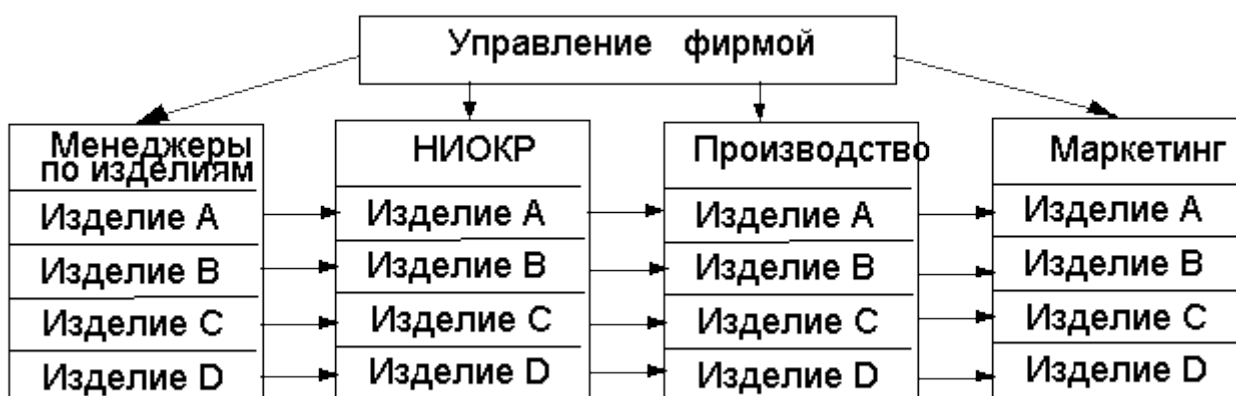 Управление фирмой
Менеджеры
по изделиям
НИОКР
Производство
Маркетинг
Изделие A
Изделие A
Изделие A
Изделие A
Изделие B
Изделие B
Изделие B
Изделие B
Изделие C
Изделие C
Изделие C
Изделие C
Изделие D
Изделие D
Изделие D
Изделие D